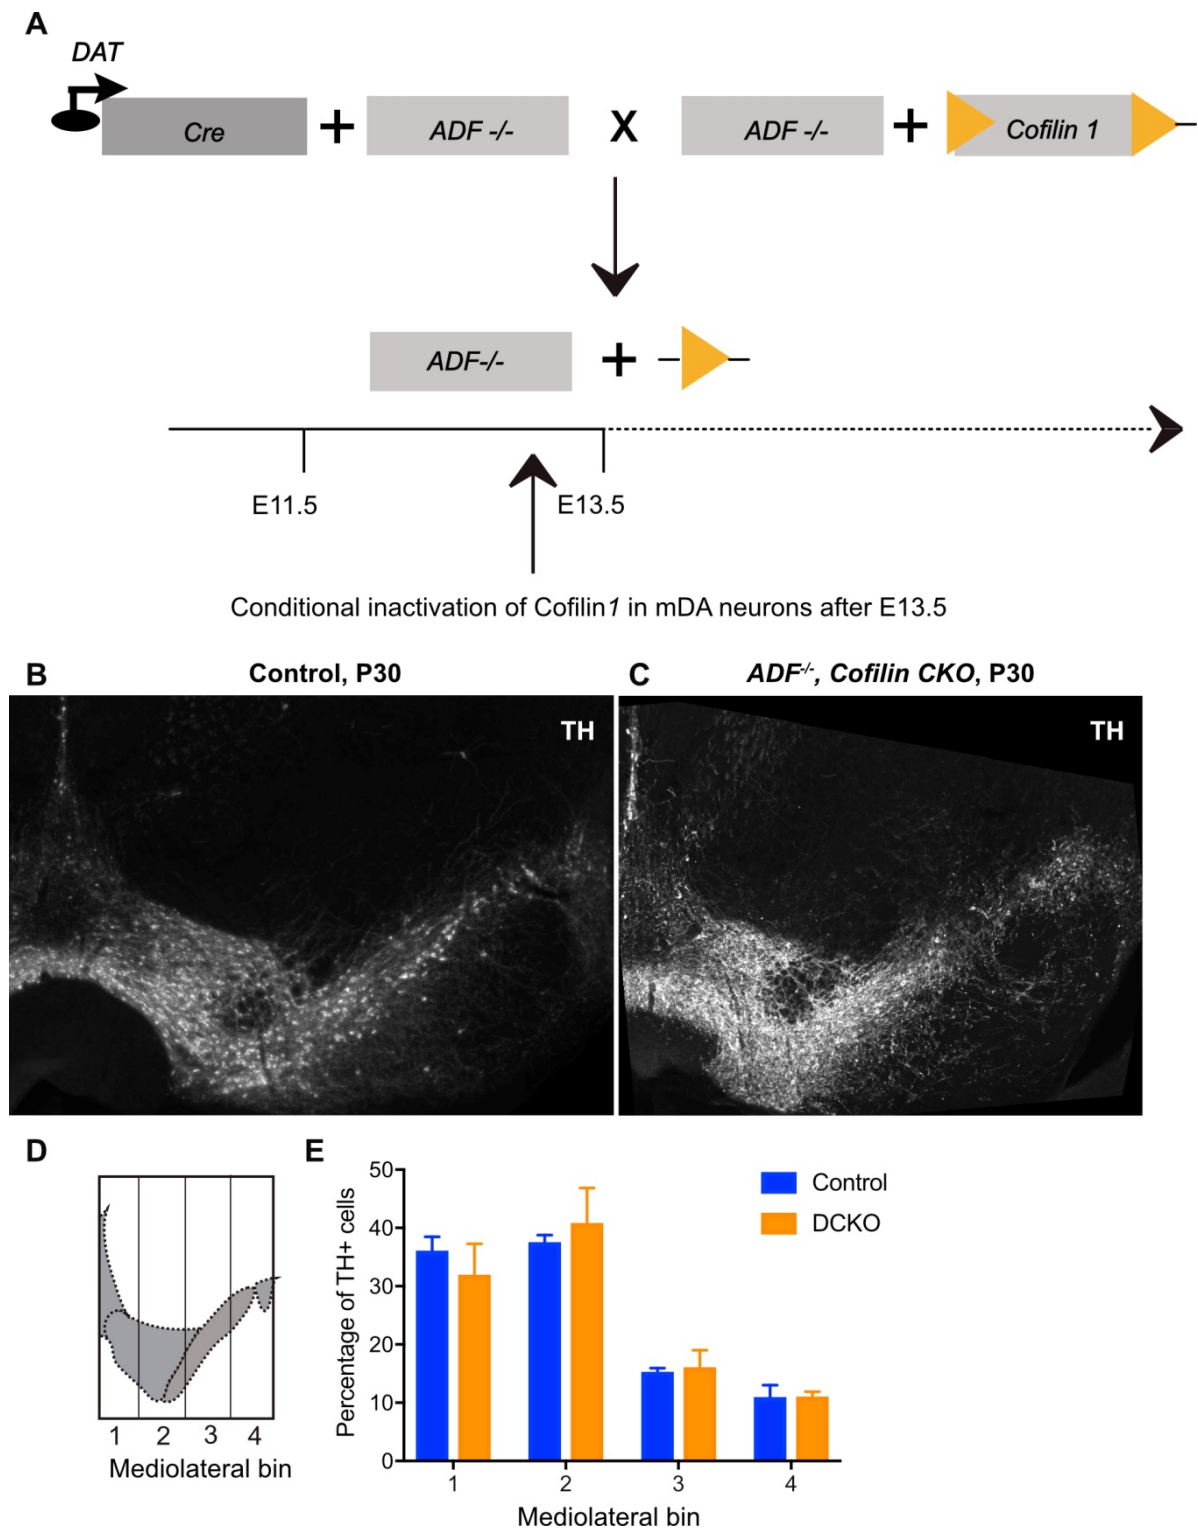 A
DAT
Cre
ADF -/-
X
ADF -/-
Cofilin 1
ADF-/-
E11.5
E13.5
Conditional inactivation of Cofilin1 in mDA neurons after E13.5
B
Control, P30
C
ADF-/-, Cofilin CKO, P30
TH
TH
D
1 2 3 4
Mediolateral bin
E
Percentage of TH+ cells
50
40
30
20
10
0
Control
DCKO
1 2 3 4
Mediolateral bin